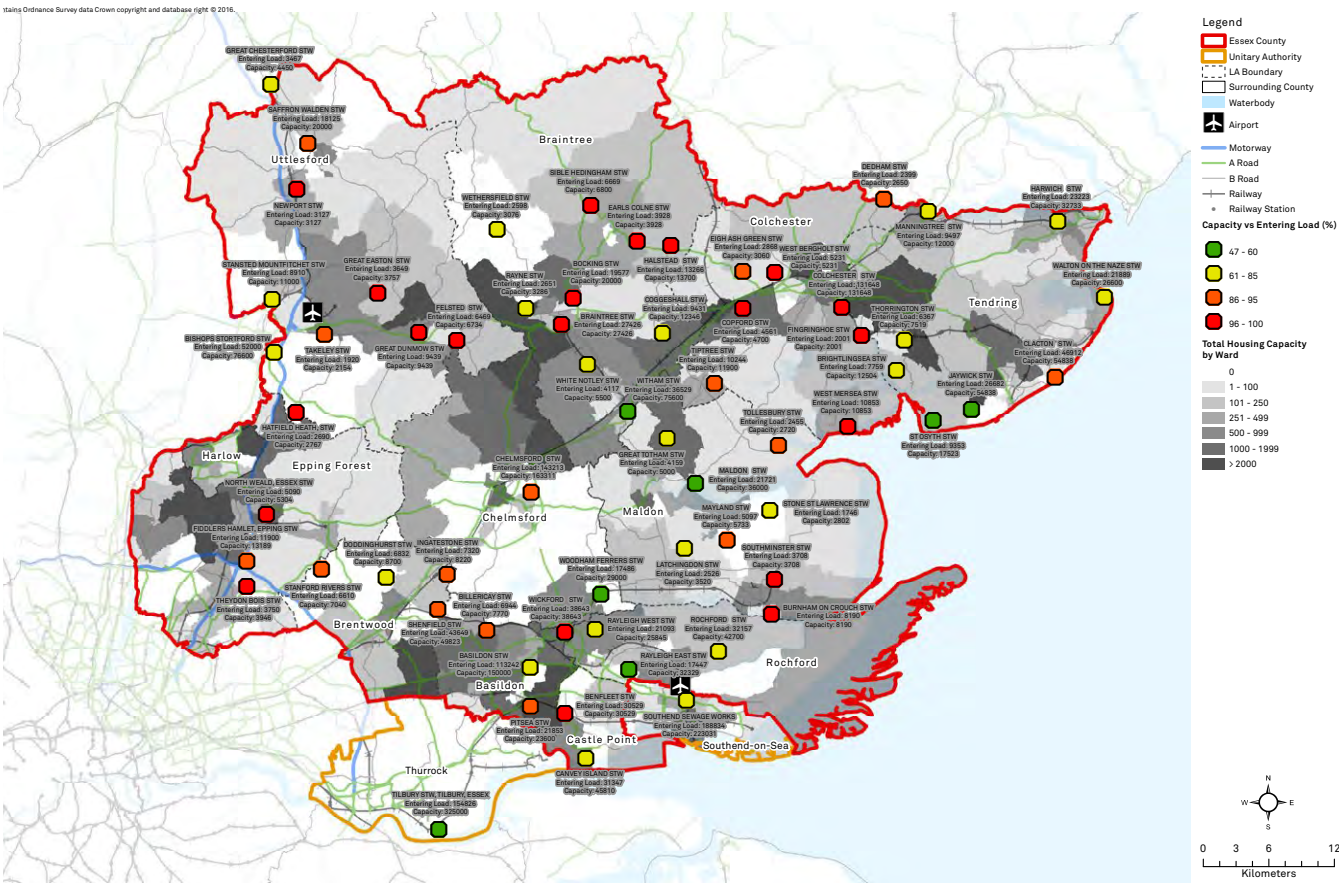 ntains Ordnance Survey data Crown copyright and database right © 2016.
GREAT CHESTERFORD STW
Entering Load: 3467
Capacity: 4450
SAFFRON WALDEN STW
Entering Load: 18125
Capacity: 20000
Uttlesford
NEWPORT STW
Entering Load: 3127
Capacity: 3127
STANSTED MOUNTFITCHET STW
Entering Load: 8910
Capacity: 11000
GREAT EASTON STW
Entering Load: 3649
Capacity: 3757
BISHOPS STORTFORD STW
Entering Load: 52000
Capacity: 76600
TAKELEY STW
Entering Load: 1920
Capacity: 2154
GREAT DUNMOW STW
Entering Load: 9439
Capacity: 9439
FELSTED STW
Entering Load: 6469
Capacity: 6734
HATFIELD HEATH, STW
Entering Load: 2690
Capacity: 2767
Braintree
WETHERSFIELD STW
Entering Load: 2598
Capacity: 3076
SIBLE HEDINGHAM STW
Entering Load: 6669
Capacity: 6800
EARLS COLNE STW
Entering Load: 3928
Capacity: 3928
HALSTEAD STW
Entering Load: 13266
Capacity: 13700
BOCKING STW
Entering Load: 19577
Capacity: 20000
RAYNE STW
Entering Load: 2651
Capacity: 3286
BRAINTREE STW
Entering Load: 27426
Capacity: 27426
COGGESHALL STW
Entering Load: 9431
Capacity: 12346
WHITE NOTLEY STW
Entering Load: 4117
Capacity: 5500
WITHAM STW
Entering Load: 36529
Capacity: 75600
Colchester
DEDHAM STW
Entering Load: 2399
Capacity: 2650
EIGH ASH GREEN STW
Entering Load: 2868
Capacity: 3060
WEST BERGHOLT STW
Entering Load: 5231
Capacity: 5231
COLCHESTER STW
Entering Load: 131648
Capacity: 131648
COPFORD STW
Entering Load: 4561
Capacity: 4700
TIPTREE STW
Entering Load: 10244
Capacity: 11900
FINGRINGHOE STW
Entering Load: 2001
Capacity: 2001
WEST MERSEA STW
Entering Load: 10853
Capacity: 10853
Tendring
HARWICH STW
Entering Load: 23223
Capacity: 32733
MANNINGTREE STW
Entering Load: 9497
Capacity: 12000
WALTON ON THE NAZE STW
Entering Load: 21889
Capacity: 26600
THORRINGTON STW
Entering Load: 6367
Capacity: 7519
BRIGHTLINGSEA STW
Entering Load: 7759
Capacity: 12504
CLACTON STW
Entering Load: 46912
Capacity: 54838
JAYWICK STW
Entering Load: 26682
Capacity: 54838
ST OSYTH STW
Entering Load: 9353
Capacity: 17523
Harlow
Epping Forest
NORTH WEALD, ESSEX STW
Entering Load: 5090
Capacity: 5304
FIDDLERS HAMLET, EPPING STW
Entering Load: 11900
Capacity: 13189
THEYDON BOIS STW
Entering Load: 3750
Capacity: 3946
STANFORD RIVERS STW
Entering Load: 6610
Capacity: 7040
Chelmsford
CHELMSFORD STW
Entering Load: 143213
Capacity: 163311
DODDINGHURST STW
Entering Load: 6832
Capacity: 8700
INGATESTONE STW
Entering Load: 7320
Capacity: 8220
Brentwood
SHENFIELD STW
Entering Load: 43649
Capacity: 49823
BILLERICAY STW
Entering Load: 6944
Capacity: 7770
WICKFORD STW
Entering Load: 38643
Capacity: 38643
WOODHAM FERRERS STW
Entering Load: 17486
Capacity: 29000
Maldon
TOLLESBURY STW
Entering Load: 2455
Capacity: 2720
GREAT TOTHAM STW
Entering Load: 4159
Capacity: 5000
MALDON STW
Entering Load: 21721
Capacity: 36000
MAYLAND STW
Entering Load: 5097
Capacity: 5733
STONE ST LAWRENCE STW
Entering Load: 1746
Capacity: 2802
LATCHINGDON STW
Entering Load: 2526
Capacity: 3520
SOUTHMINSTER STW
Entering Load: 3708
Capacity: 3708
BURNHAM ON CROUCH STW
Entering Load: 8190
Capacity: 8190
RAYLEIGH WEST STW
Entering Load: 21093
Capacity: 25845
ROCHFORD STW
Entering Load: 32157
Capacity: 42700
RAYLEIGH EAST STW
Entering Load: 17447
Capacity: 32329
Rochford
BASILDON STW
Entering Load: 113242
Capacity: 150000
Basildon
PITSEA STW
Entering Load: 21853
Capacity: 23600
BENFLEET STW
Entering Load: 30529
Capacity: 30529
SOUTHEND SEWAGE WORKS
Entering Load: 188834
Capacity: 223031
Castle Point
Southend-on-Sea
CANVEY ISLAND STW
Entering Load: 31347
Capacity: 45810
Thurrock
TILBURY STW, TILBURY, ESSEX
Entering Load: 154826
Capacity: 325000
Legend
Essex County
Unitary Authority
LA Boundary
Surrounding County
Waterbody
Airport
Motorway
A Road
B Road
Railway
Railway Station
Capacity vs Entering Load (%)
47 - 60
61 - 85
86 - 95
96 - 100
Total Housing Capacity
by Ward
0
1 - 100
101 - 250
251 - 499
500 - 999
1000 - 1999
> 2000
N
W E
S
0 3 6 12
Kilometers